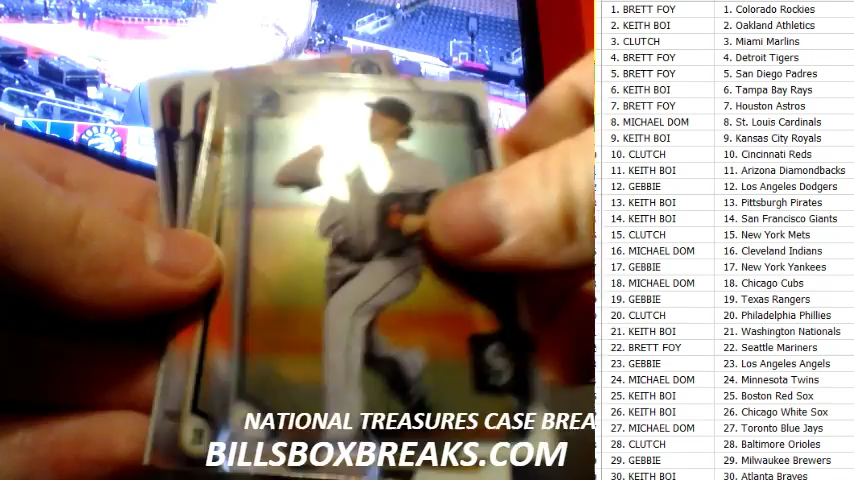 1. BRETT FOY 1. Colorado Rockies
2. KEITH BOI 2. Oakland Athletics
3. CLUTCH 3. Miami Marlins
4. BRETT FOY 4. Detroit Tigers
5. BRETT FOY 5. San Diego Padres
6. KEITH BOI 6. Tampa Bay Rays
7. BRETT FOY 7. Houston Astros
8. MICHAEL DOM 8. St. Louis Cardinals
9. KEITH BOI 9. Kansas City Royals
10. CLUTCH 10. Cincinnati Reds
11. KEITH BOI 11. Arizona Diamondbacks
12. GEBBIE 12. Los Angeles Dodgers
13. KEITH BOI 13. Pittsburgh Pirates
14. KEITH BOI 14. San Francisco Giants
15. CLUTCH 15. New York Mets
16. MICHAEL DOM 16. Cleveland Indians
17. GEBBIE 17. New York Yankees
18. MICHAEL DOM 18. Chicago Cubs
19. GEBBIE 19. Texas Rangers
20. CLUTCH 20. Philadelphia Phillies
21. KEITH BOI 21. Washington Nationals
22. BRETT FOY 22. Seattle Mariners
23. GEBBIE 23. Los Angeles Angels
24. MICHAEL DOM 24. Minnesota Twins
25. KEITH BOI 25. Boston Red Sox
26. KEITH BOI 26. Chicago White Sox
27. MICHAEL DOM 27. Toronto Blue Jays
28. CLUTCH 28. Baltimore Orioles
29. GEBBIE 29. Milwaukee Brewers
30. KEITH BOI 30. Atlanta Braves
NATIONAL TREASURES CASE BREA
BILLSBOXBREAKS.COM